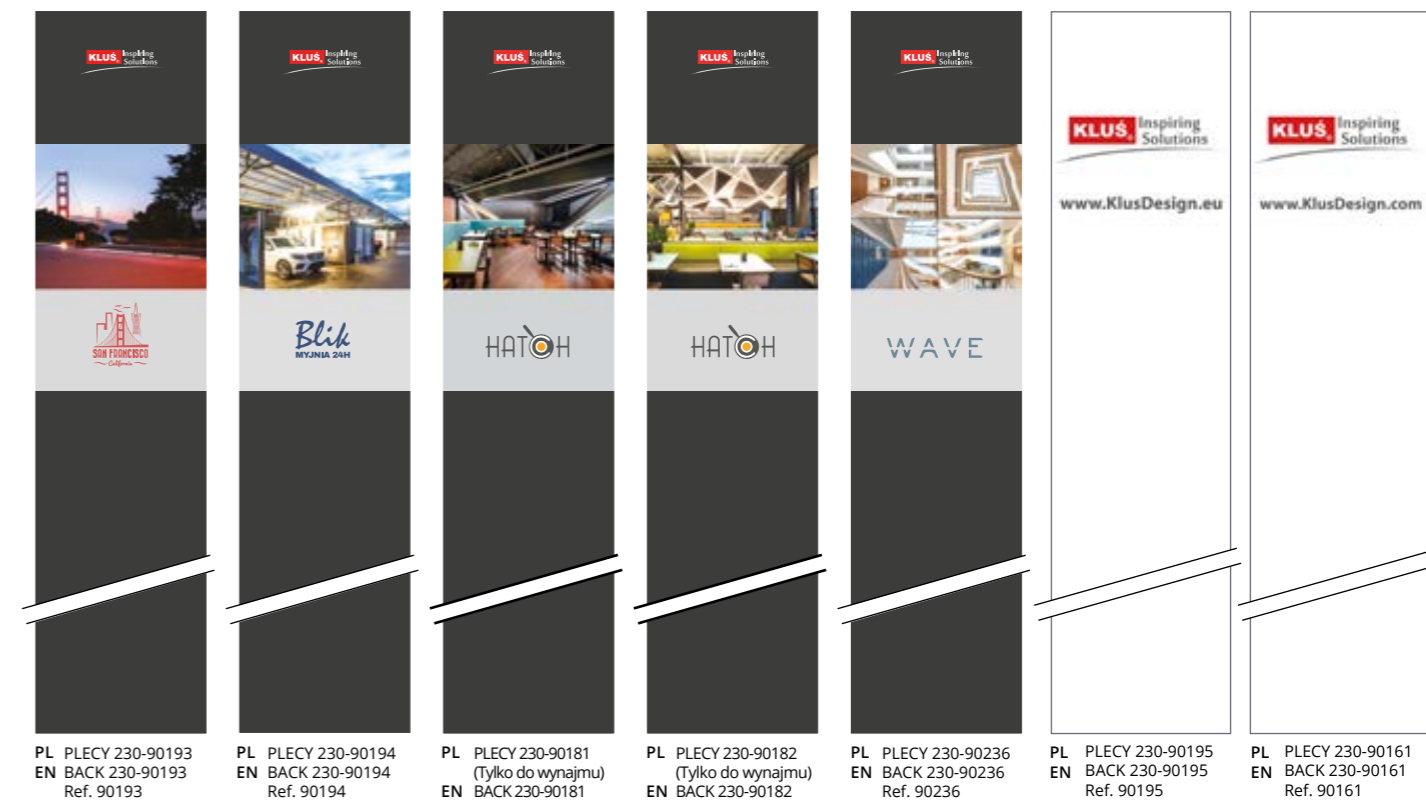 KLUŚ® Inspiring
Solutions
SAN FRANCISCO
California
PL PLECY 230-90193
EN BACK 230-90193
Ref. 90193
KLUŚ® Inspiring
Solutions
Blik
MYJNIA 24H
PL PLECY 230-90194
EN BACK 230-90194
Ref. 90194
KLUŚ® Inspiring
Solutions
HATCH
PL PLECY 230-90181
(Tylko do wynajmu)
EN BACK 230-90181
KLUŚ® Inspiring
Solutions
HATCH
PL PLECY 230-90182
(Tylko do wynajmu)
EN BACK 230-90182
KLUŚ® Inspiring
Solutions
WAVE
PL PLECY 230-90236
EN BACK 230-90236
Ref. 90236
KLUŚ® Inspiring
Solutions
www.KlusDesign.eu
PL PLECY 230-90195
EN BACK 230-90195
Ref. 90195
KLUŚ® Inspiring
Solutions
www.KlusDesign.com
PL PLECY 230-90161
EN BACK 230-90161
Ref. 90161